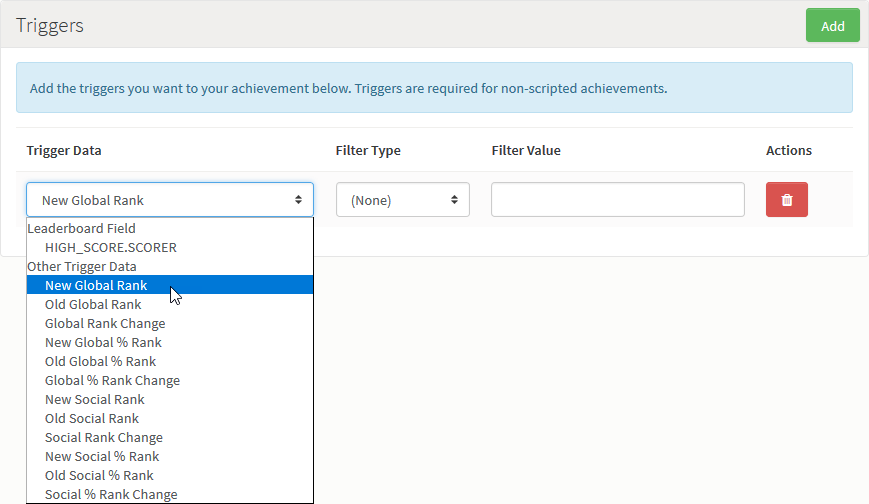 Triggers
Add
Add the triggers you want to your achievement below. Triggers are required for non-scripted achievements.
Trigger Data Filter Type Filter Value Actions
New Global Rank (None)
Leaderboard Field
HIGH_SCORE.SCORER
Other Trigger Data
New Global Rank
Old Global Rank
Global Rank Change
New Global % Rank
Old Global % Rank
Global % Rank Change
New Social Rank
Old Social Rank
Social Rank Change
New Social % Rank
Old Social % Rank
Social % Rank Change